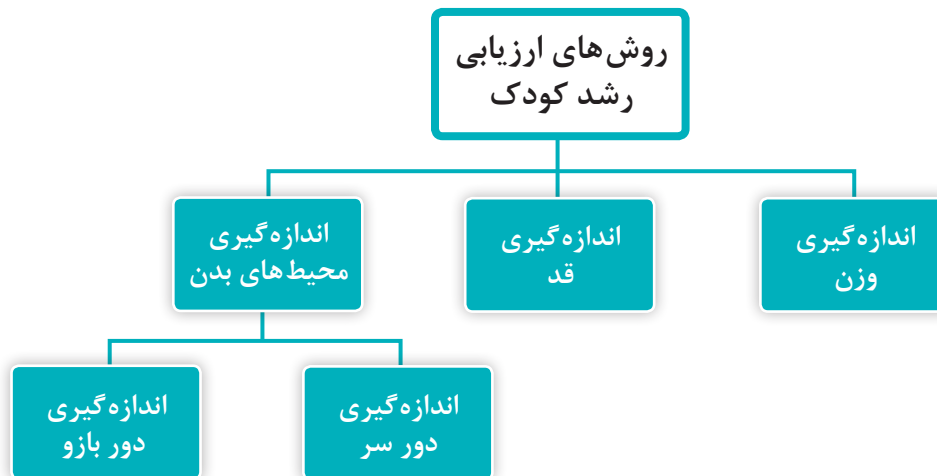 روش‌های ارزیابی
رشد کودک
اندازه‌گیری
وزن
اندازه‌گیری
قد
اندازه‌گیری
محیط‌های بدن
اندازه‌گیری
دور سر
اندازه‌گیری
دور بازو